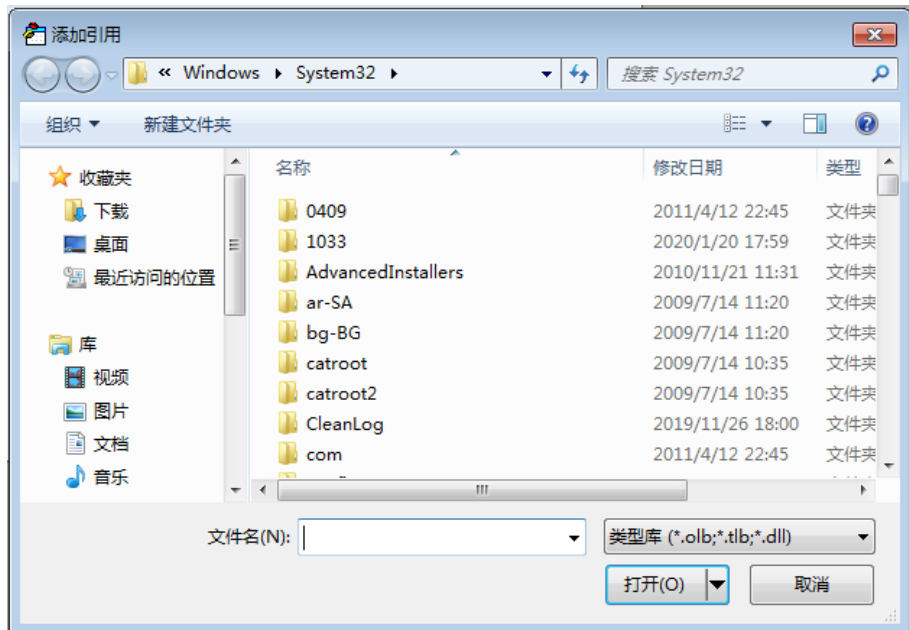 添加引用
« Windows ▸ System32 ▸
搜索 System32
组织 ▼ 新建文件夹
收藏夹
下载
桌面
最近访问的位置
库
视频
图片
文档
音乐
名称 修改日期 类型
0409 2011/4/12 22:45 文件夹
1033 2020/1/20 17:59 文件夹
AdvancedInstallers 2010/11/21 11:31 文件夹
ar-SA 2009/7/14 11:20 文件夹
bg-BG 2009/7/14 11:20 文件夹
catroot 2009/7/14 10:35 文件夹
catroot2 2009/7/14 10:35 文件夹
CleanLog 2019/11/26 18:00 文件夹
com 2011/4/12 22:45 文件夹
文件名(N):
类型库 (*.olb;*.tlb;*.dll)
打开(O) 取消